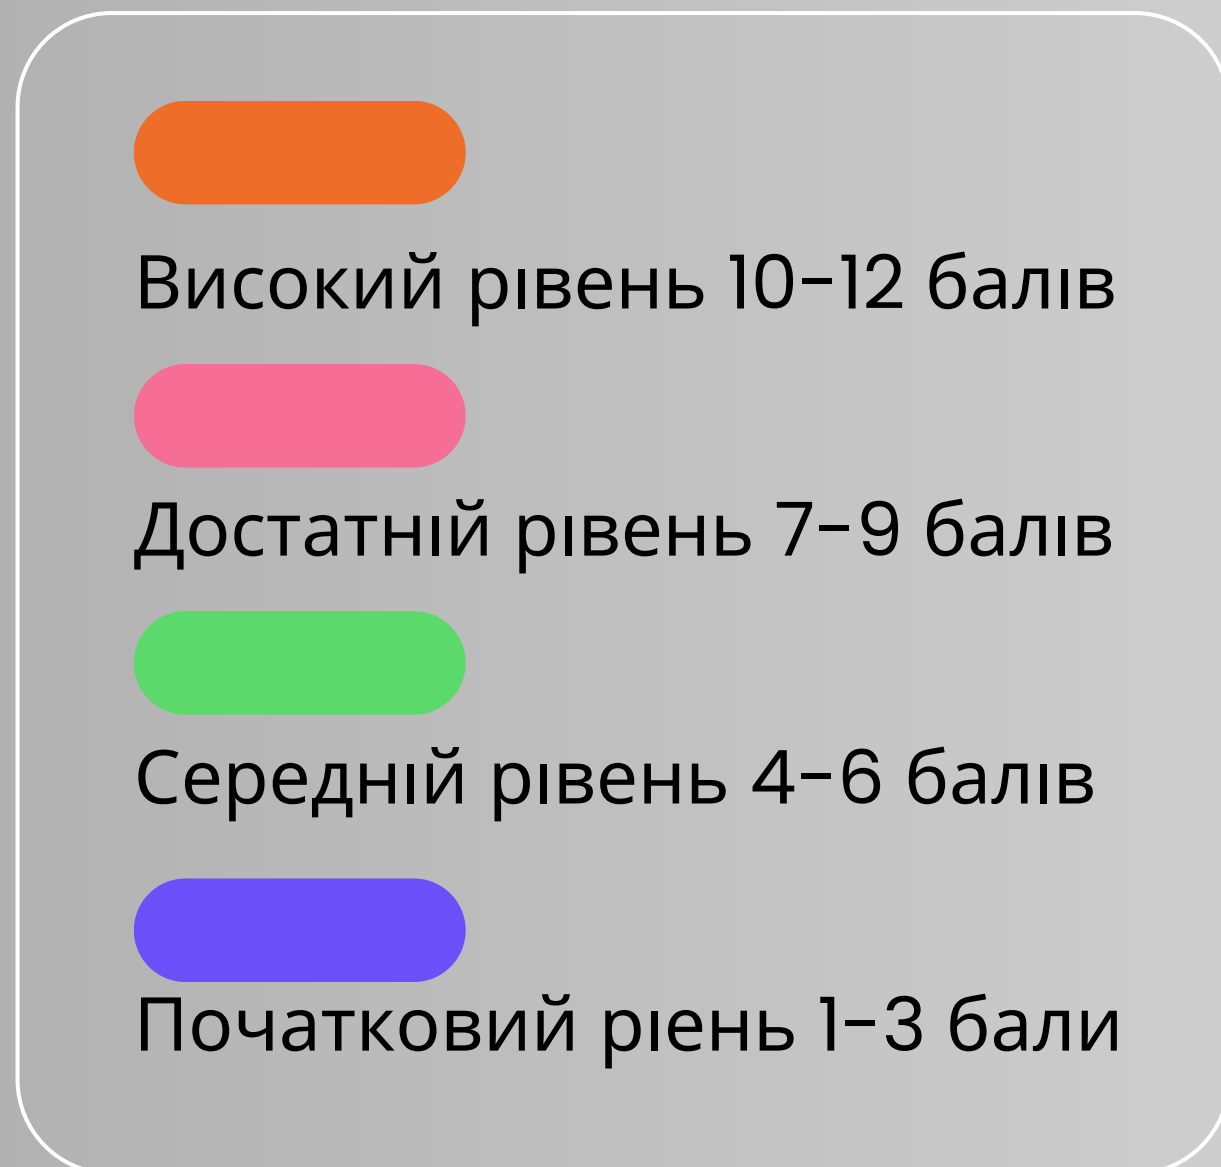 Високий рівень 10-12 балів
Достатній рівень 7-9 балів
Середній рівень 4-6 балів
Початковий ріень 1-3 бали